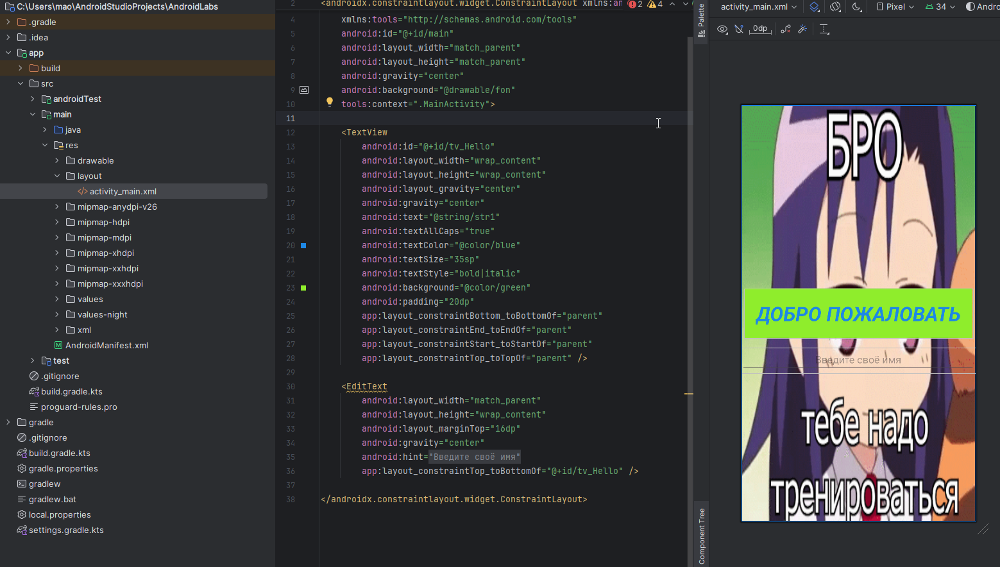 C:\Users\mao\AndroidStudioProjects\AndroidLabs
.gradle
.idea
app
build
src
androidTest
main
java
res
drawable
layout
activity_main.xml
mipmap-anydpi-v26
mipmap-hdpi
mipmap-mdpi
mipmap-xhdpi
mipmap-xxhdpi
mipmap-xxxhdpi
values
values-night
xml
AndroidManifest.xml
test
.gitignore
build.gradle.kts
proguard-rules.pro
gradle
.gitignore
build.gradle.kts
gradle.properties
gradlew
gradlew.bat
local.properties
settings.gradle.kts
2 <androidx.constraintlayout.widget.ConstraintLayout xmlns:an
2 4
4 xmlns:tools="http://schemas.android.com/tools"
5 android:id="@+id/main"
6 android:layout_width="match_parent"
7 android:layout_height="match_parent"
8 android:gravity="center"
9 android:background="@drawable/fon"
10 tools:context=".MainActivity">
11
12 <TextView
13 android:id="@+id/tv_Hello"
14 android:layout_width="wrap_content"
15 android:layout_height="wrap_content"
16 android:layout_gravity="center"
17 android:gravity="center"
18 android:text="@string/str1"
19 android:textAllCaps="true"
20 android:textColor="@color/blue"
21 android:textSize="35sp"
22 android:textStyle="bold|italic"
23 android:background="@color/green"
24 android:padding="20dp"
25 app:layout_constraintBottom_toBottomOf="parent"
26 app:layout_constraintEnd_toEndOf="parent"
27 app:layout_constraintStart_toStartOf="parent"
28 app:layout_constraintTop_toTopOf="parent" />
29
30 <EditText
31 android:layout_width="match_parent"
32 android:layout_height="wrap_content"
33 android:layout_marginTop="16dp"
34 android:gravity="center"
35 android:hint="Введите своё имя"
36 app:layout_constraintTop_toBottomOf="@+id/tv_Hello" />
37
38 </androidx.constraintlayout.widget.ConstraintLayout>
Palette
Component Tree
activity_main.xml
Pixel
34
Andro
0dp
БРО
ДОБРО ПОЖАЛОВАТЬ
Введите своё имя
тебе надо
тренироваться